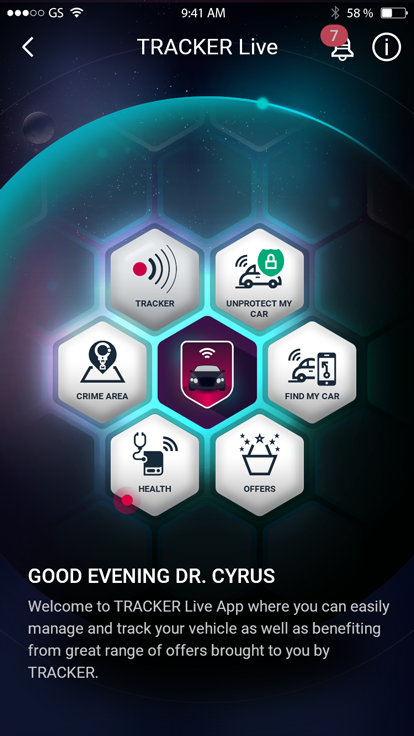 GS 9:41 AM 58 %
TRACKER Live
7
i
TRACKER
UNPROTECT MY
CAR
CRIME AREA
FIND MY CAR
HEALTH
OFFERS
GOOD EVENING DR. CYRUS
Welcome to TRACKER Live App where you can easily
manage and track your vehicle as well as benefiting
from great range of offers brought to you by
TRACKER.